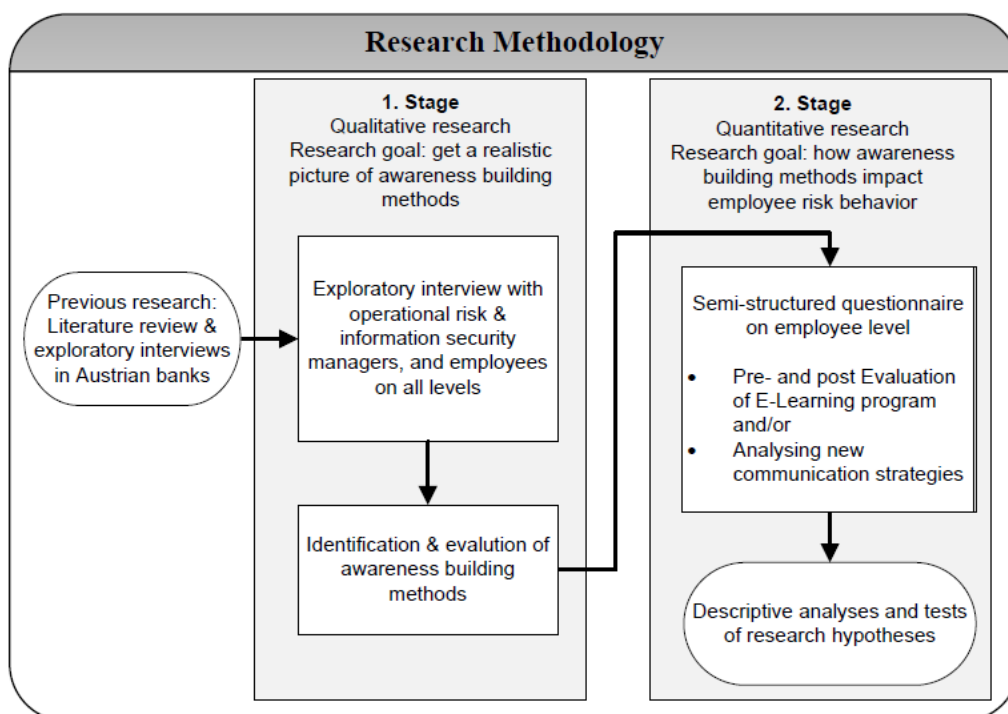 Research Methodology
1. Stage
Qualitative research
Research goal: get a realistic
picture of awareness building
methods
2. Stage
Quantitative research
Research goal: how awareness
building methods impact
employee risk behavior
Previous research:
Literature review &
exploratory interviews
in Austrian banks
Exploratory interview with
operational risk &
information security
managers, and employees
on all levels
Identification & evalution of
awareness building
methods
Semi-structured questionnaire
on employee level
• Pre- and post Evaluation
of E-Learning program
and/or
• Analysing new
communication strategies
Descriptive analyses and tests
of research hypotheses